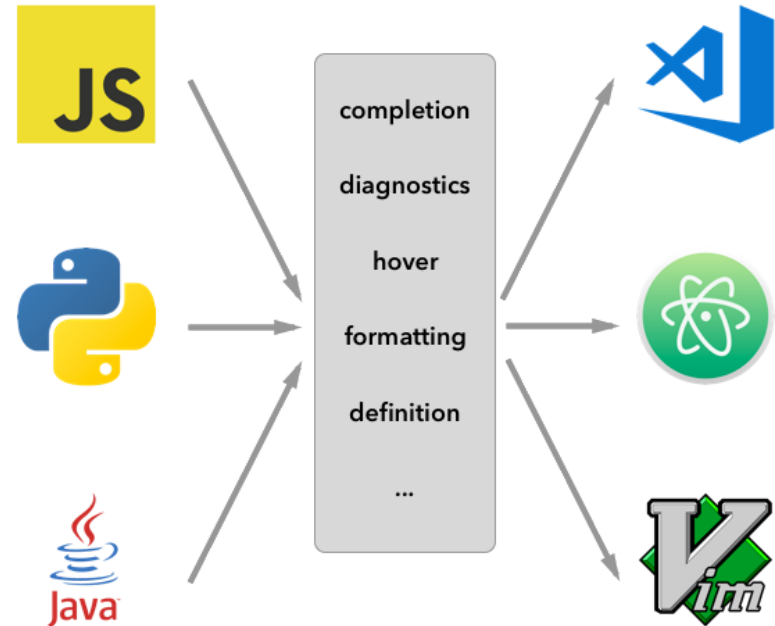 JS
completion
diagnostics
hover
formatting
definition
...
Java
Vim